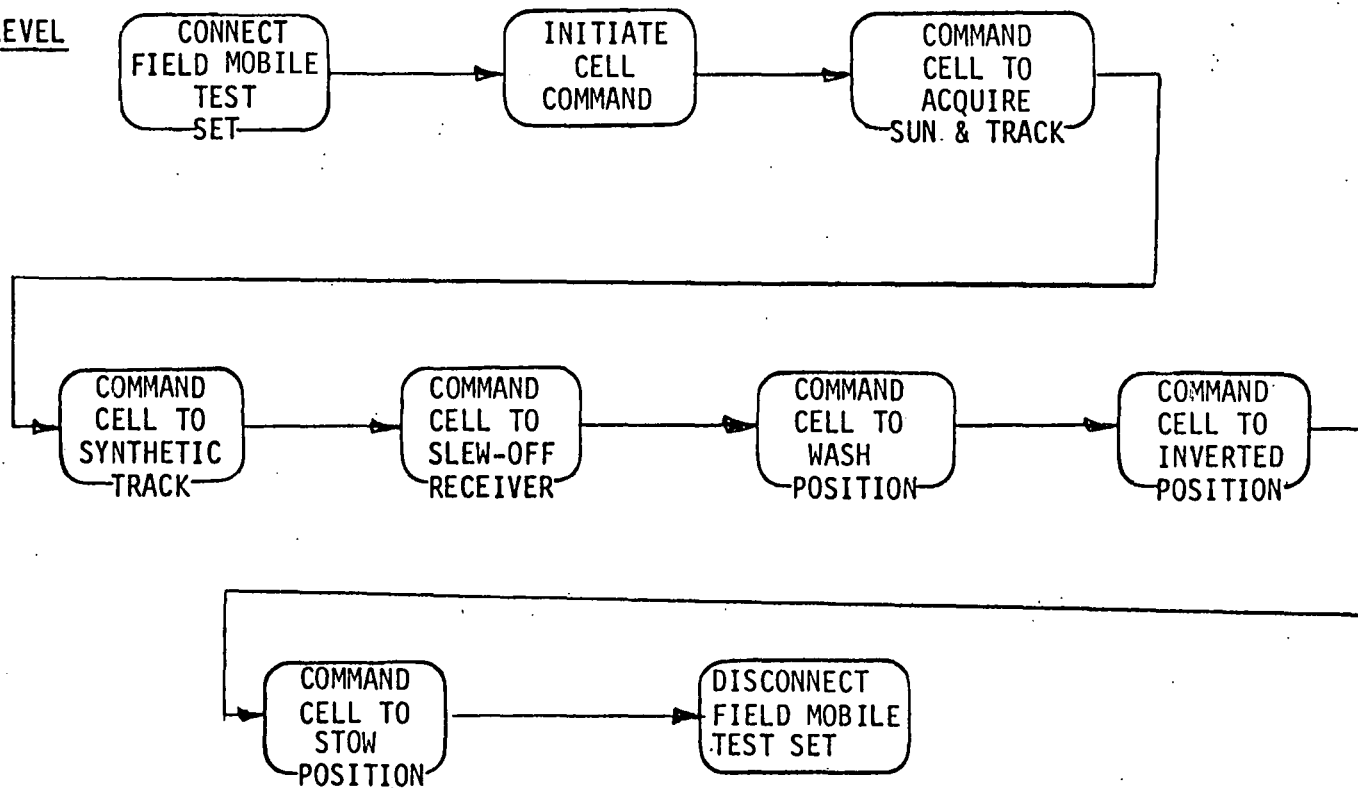 EVEL
CONNECT
FIELD MOBILE
TEST
SET
INITIATE
CELL
COMMAND
COMMAND
CELL TO
ACQUIRE
SUN & TRACK
COMMAND
CELL TO
SYNTHETIC
TRACK
COMMAND
CELL TO
SLEW-OFF
RECEIVER
COMMAND
CELL TO
WASH
POSITION
COMMAND
CELL TO
INVERTED
POSITION
COMMAND
CELL TO
STOW
POSITION
DISCONNECT
FIELD MOBILE
TEST SET